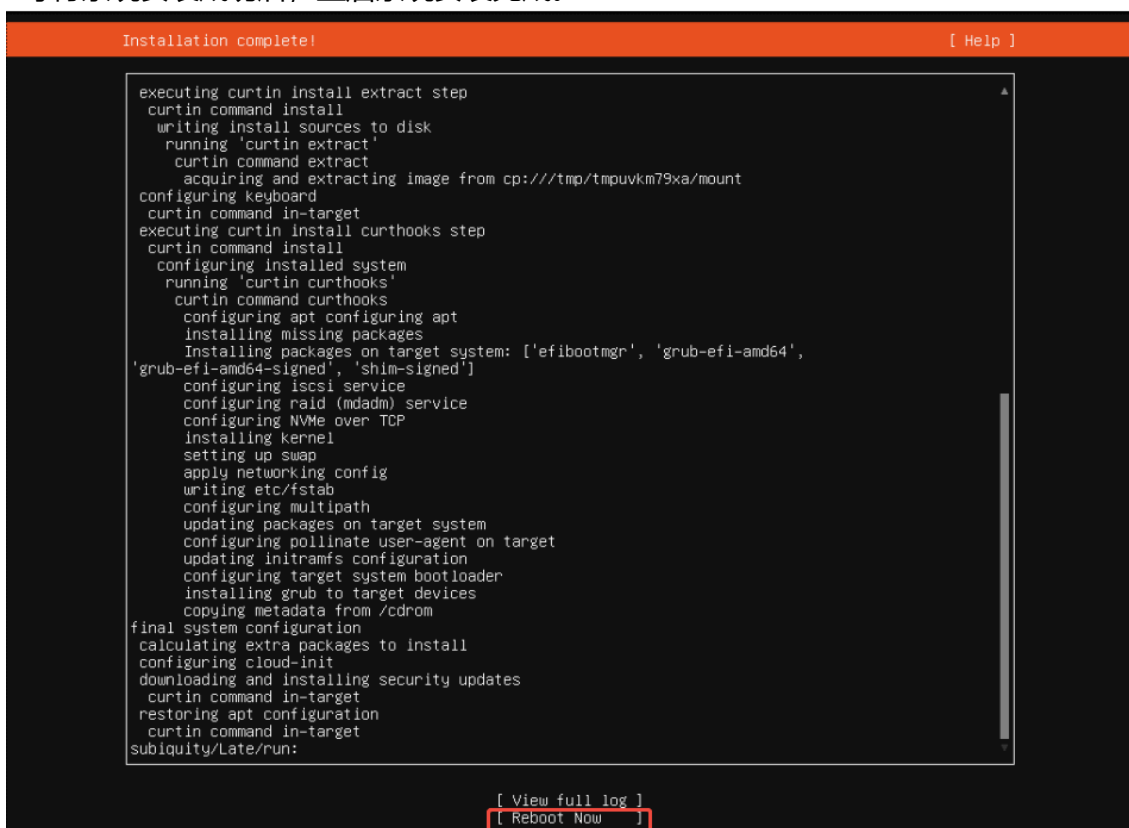 Installation complete! [ Help ]
executing curtin install extract step
curtin command install
writing install sources to disk
running 'curtin extract'
curtin command extract
acquiring and extracting image from cp:///tmp/tmpuvkm79xa/mount
configuring keyboard
curtin command in-target
executing curtin install curthooks step
curtin command install
configuring installed system
running 'curtin curthooks'
curtin command curthooks
configuring apt configuring apt
installing missing packages
Installing packages on target system: ['efibootmgr', 'grub-efi-amd64',
'grub-efi-amd64-signed', 'shim-signed']
configuring iscsi service
configuring raid (mdadm) service
configuring NVMe over TCP
installing kernel
setting up swap
apply networking config
writing etc/fstab
configuring multipath
updating packages on target system
configuring pollinate user-agent on target
updating initramfs configuration
configuring target system bootloader
installing grub to target devices
copying metadata from /cdrom
final system configuration
calculating extra packages to install
configuring cloud-init
downloading and installing security updates
curtin command in-target
restoring apt configuration
curtin command in-target
subiquity/Late/run:
[ View full log ]
[ Reboot Now ]